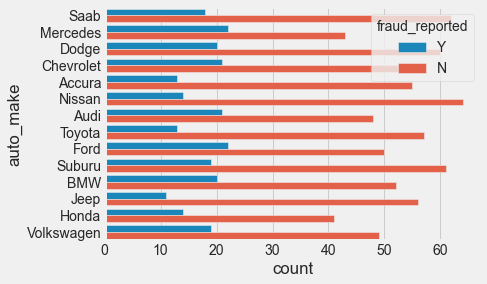 Saab
Mercedes
Dodge
Chevrolet
Accura
Nissan
Audi
Toyota
Ford
Suburu
BMW
Jeep
Honda
Volkswagen
auto_make
fraud_reported
Y
N
0 10 20 30 40 50 60
count